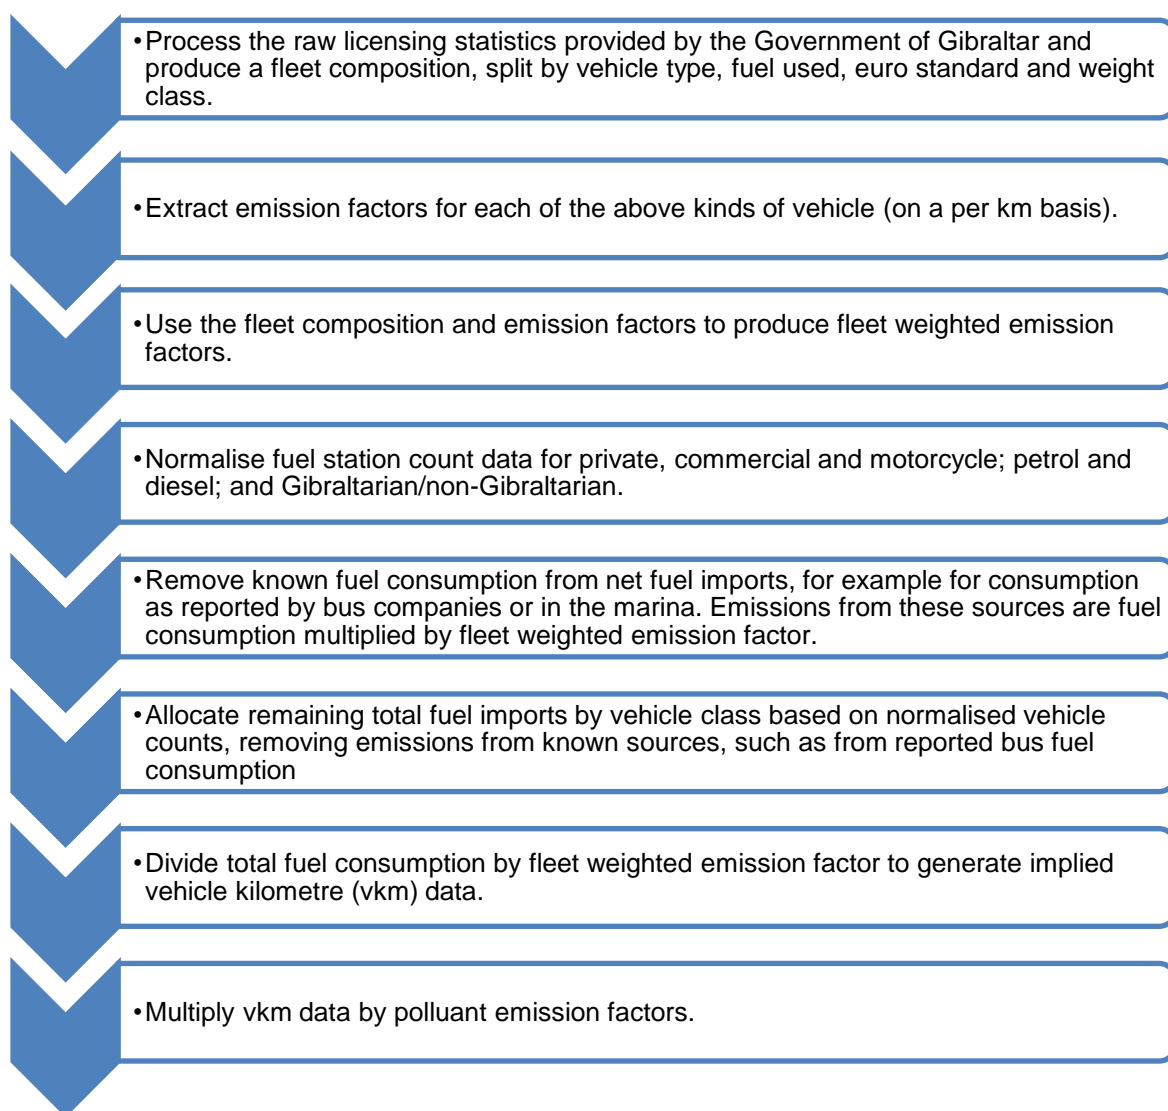 •Process the raw licensing statistics provided by the Government of Gibraltar and
produce a fleet composition, split by vehicle type, fuel used, euro standard and weight
class.
•Extract emission factors for each of the above kinds of vehicle (on a per km basis).
•Use the fleet composition and emission factors to produce fleet weighted emission
factors.
•Normalise fuel station count data for private, commercial and motorcycle; petrol and
diesel; and Gibraltarian/non-Gibraltarian.
•Remove known fuel consumption from net fuel imports, for example for consumption
as reported by bus companies or in the marina. Emissions from these sources are fuel
consumption multiplied by fleet weighted emission factor.
•Allocate remaining total fuel imports by vehicle class based on normalised vehicle
counts, removing emissions from known sources, such as from reported bus fuel
consumption
•Divide total fuel consumption by fleet weighted emission factor to generate implied
vehicle kilometre (vkm) data.
•Multiply vkm data by polluant emission factors.